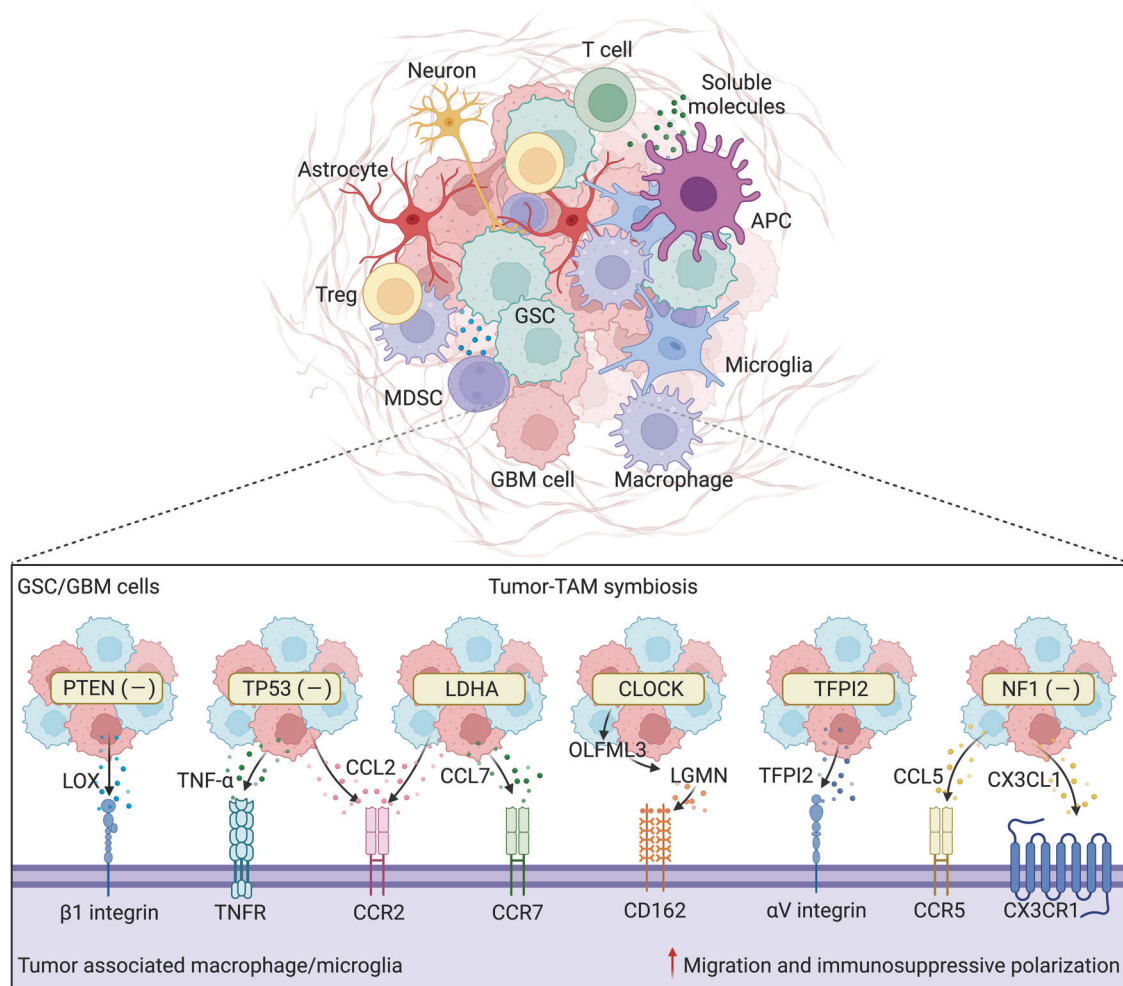 T cell
Neuron
Soluble
molecules
Astrocyte
APC
Treg
GSC
Microglia
MDSC
GBM cell
Macrophage
GSC/GBM cells
Tumor-TAM symbiosis
PTEN (−)
TP53 (−)
LDHA
CLOCK
TFPI2
NF1 (−)
OLFML3
LOX
TNF-α
CCL2
CCL7
LGMN
TFPI2
CCL5
CX3CL1
β1 integrin
TNFR
CCR2
CCR7
CD162
αV integrin
CCR5
CX3CR1
Tumor associated macrophage/microglia
Migration and immunosuppressive polarization